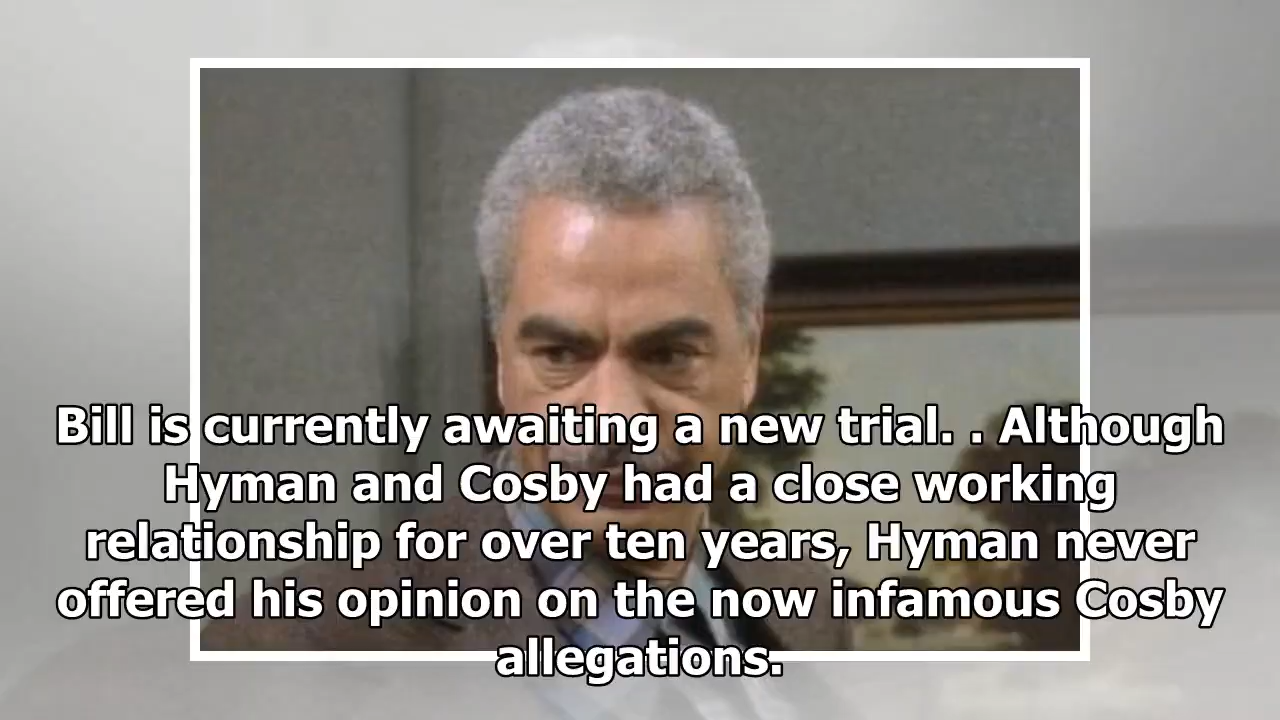 Bill is currently awaiting a new trial. . Although
Hyman and Cosby had a close working
relationship for over ten years, Hyman never
offered his opinion on the now infamous Cosby
allegations.